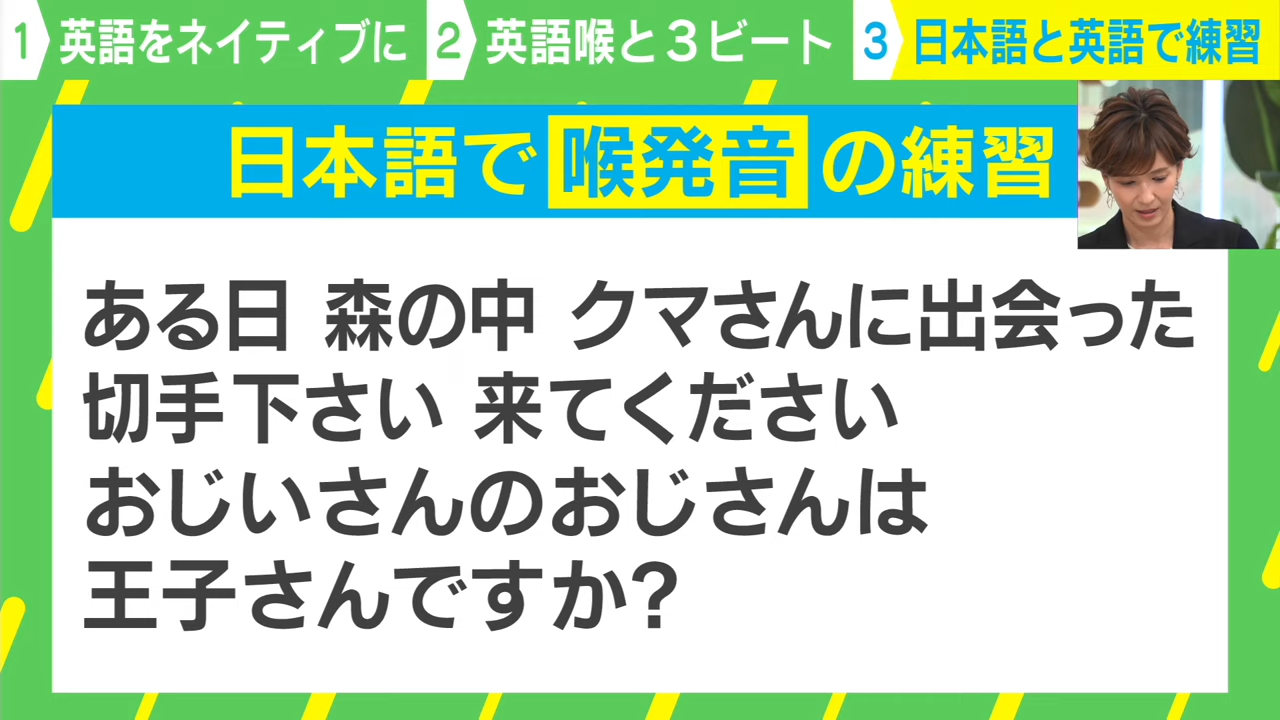 1 英語をネイティブに 2 英語喉と3ビート 3 日本語と英語で練習
日本語で喉発音の練習
ある日 森の中 クマさんに出会った
切手下さい 来てください
おじいさんのおじさんは
王子さんですか?